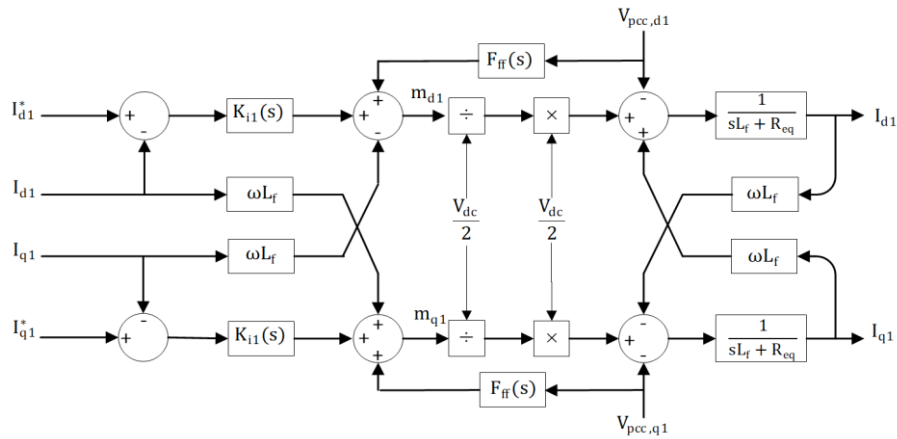 V_pcc,d1
F_ff(s)
I*_d1
+
-
K_i1(s)
+
+
-
m_d1
÷
×
-
+
+
1
sL_f + R_eq
I_d1
I_d1
ωL_f
ωL_f
V_dc
2
V_dc
2
I_q1
ωL_f
ωL_f
I*_q1
-
+
K_i1(s)
+
+
+
m_q1
÷
×
-
+
-
1
sL_f + R_eq
I_q1
F_ff(s)
V_pcc,q1